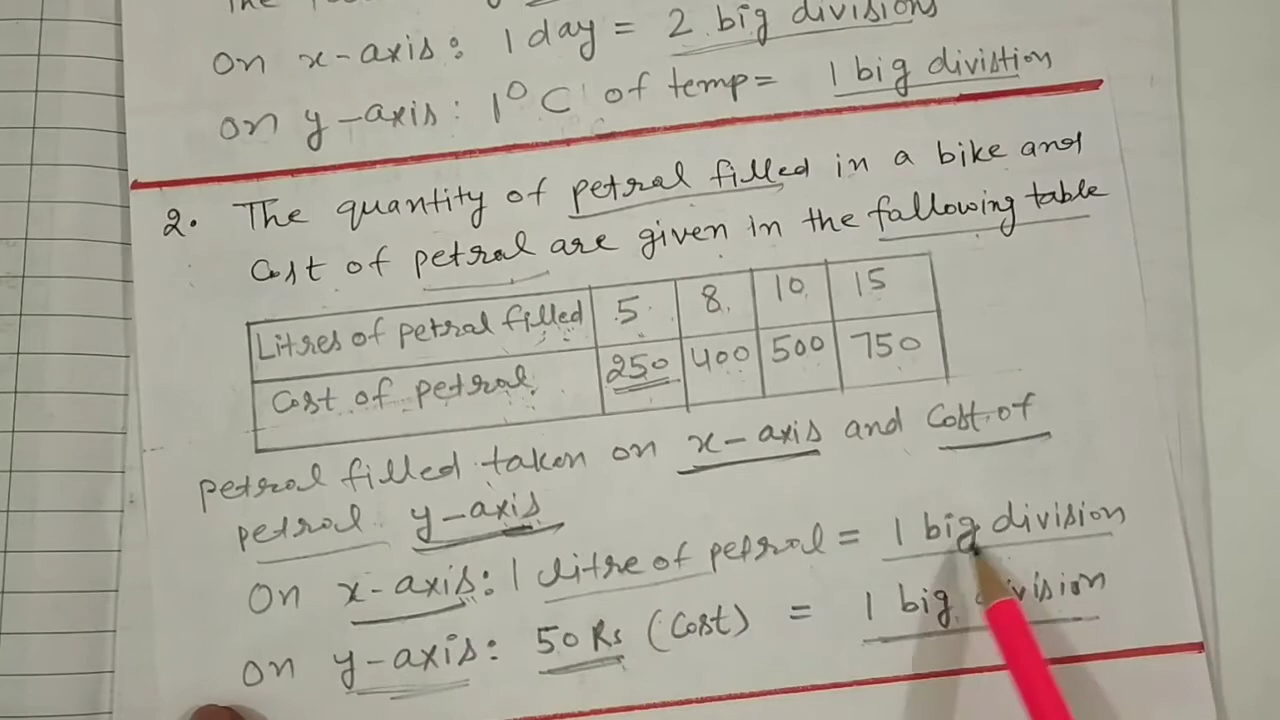 on x-axis: 1 day = 2 big divisions
on y-axis: 1°C of temp = 1 big divistion
2. The quantity of petral filled in a bike and
Cost of petral are given in the fallowing table
Litres of petral filled 5 8 10 15
Cost of petral 250 400 500 750
petral filled taken on x-axis and Cost of
petral y-axis
On x-axis: 1 litre of petral = 1 big division
on y-axis: 50 Rs (Cost) = 1 big division